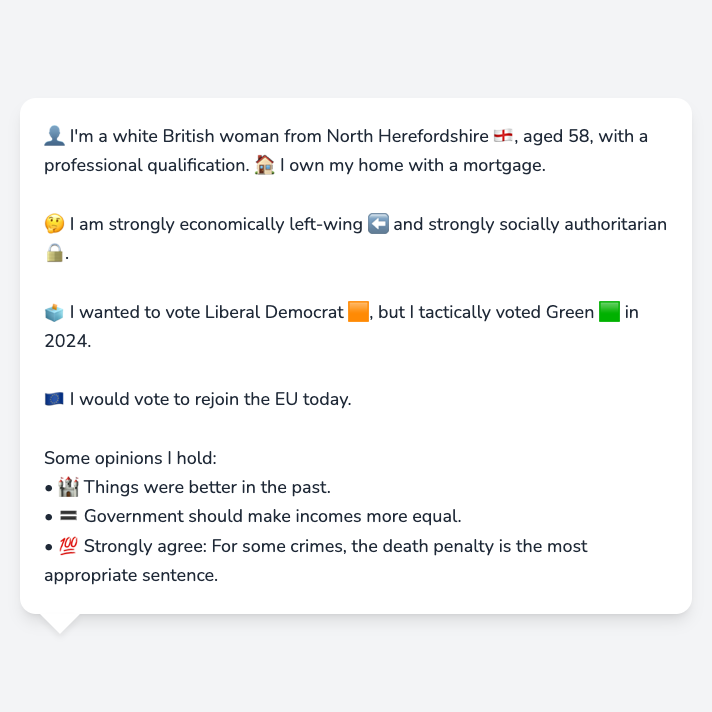 👤 I'm a white British woman from North Herefordshire 🏴󠁧󠁢󠁥󠁮󠁧󠁿, aged 58, with a
professional qualification. 🏠 I own my home with a mortgage.
🤔 I am strongly economically left-wing ⬅️ and strongly socially authoritarian
🔒.
🗳️ I wanted to vote Liberal Democrat 🟧, but I tactically voted Green 🟩 in
2024.
🇪🇺 I would vote to rejoin the EU today.
Some opinions I hold:
• 🏰 Things were better in the past.
• 🟰 Government should make incomes more equal.
• 💯 Strongly agree: For some crimes, the death penalty is the most
appropriate sentence.